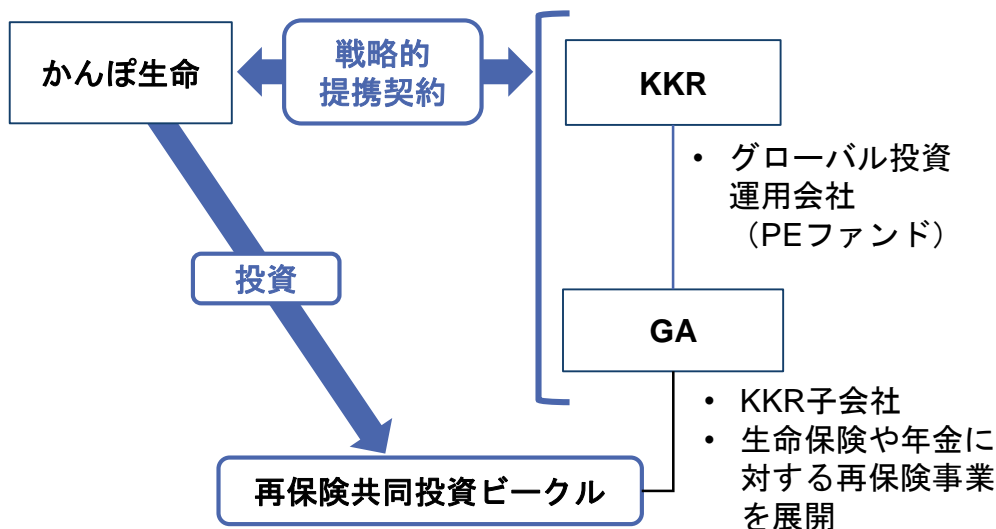 かんぽ生命
戦略的
提携契約
KKR
• グローバル投資
運用会社
（PEファンド）
投資
GA
• KKR子会社
• 生命保険や年金に
対する再保険事業
を展開
再保険共同投資ビークル